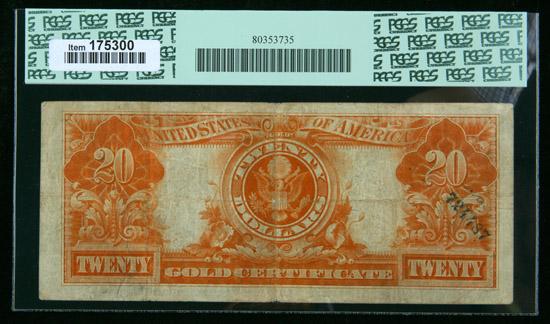 PCGS
Item 175300
80353735
UNITED STATES OF AMERICA
20 TWENTY DOLLARS 20
TWENTY GOLD CERTIFICATE TWENTY